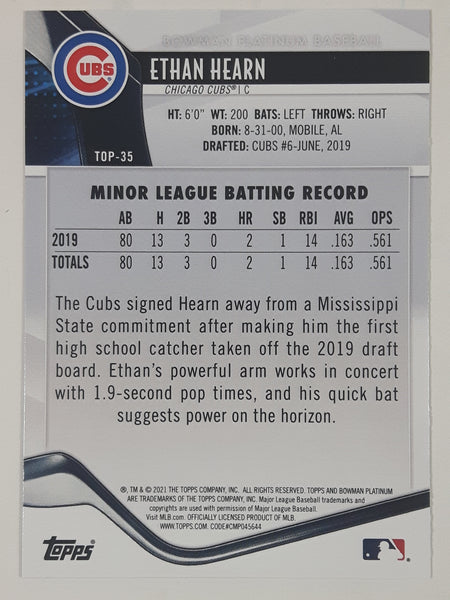 BOWMAN PLATINUM BASEBALL
CUBS
ETHAN HEARN
CHICAGO CUBS® | C
HT: 6'0" WT: 200 BATS: LEFT THROWS: RIGHT
BORN: 8-31-00, MOBILE, AL
DRAFTED: CUBS #6-JUNE, 2019
TOP-35
MINOR LEAGUE BATTING RECORD
AB H 2B 3B HR SB RBI AVG OPS
2019 80 13 3 0 2 1 14 .163 .561
TOTALS 80 13 3 0 2 1 14 .163 .561
The Cubs signed Hearn away from a Mississippi
State commitment after making him the first
high school catcher taken off the 2019 draft
board. Ethan's powerful arm works in concert
with 1.9-second pop times, and his quick bat
suggests power on the horizon.
®, TM & © 2021 THE TOPPS COMPANY, INC. ALL RIGHTS RESERVED. TOPPS AND BOWMAN PLATINUM
ARE TRADEMARKS OF THE TOPPS COMPANY, INC. Major League Baseball trademarks and
copyrights are used with permission of Major League Baseball.
Visit MLB.com. OFFICIALLY LICENSED PRODUCT OF MLB.
WWW.TOPPS.COM CODE#CMP045644
Topps